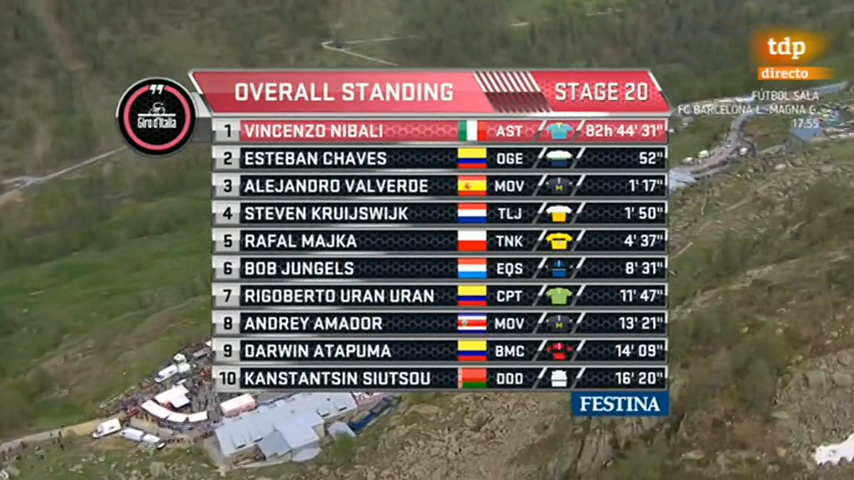 tdp
directo
FÚTBOL SALA
FC BARCELONA L. - MAGNA G.
17:55
Giro d'Italia
OVERALL STANDING STAGE 20
1 VINCENZO NIBALI AST 82h 44' 31"
2 ESTEBAN CHAVES OGE 52"
3 ALEJANDRO VALVERDE MOV 1' 17"
4 STEVEN KRUIJSWIJK TLJ 1' 50"
5 RAFAL MAJKA TNK 4' 37"
6 BOB JUNGELS EQS 8' 31"
7 RIGOBERTO URAN URAN CPT 11' 47"
8 ANDREY AMADOR MOV 13' 21"
9 DARWIN ATAPUMA BMC 14' 09"
10 KANSTANTSIN SIUTSOU DDD 16' 20"
FESTINA